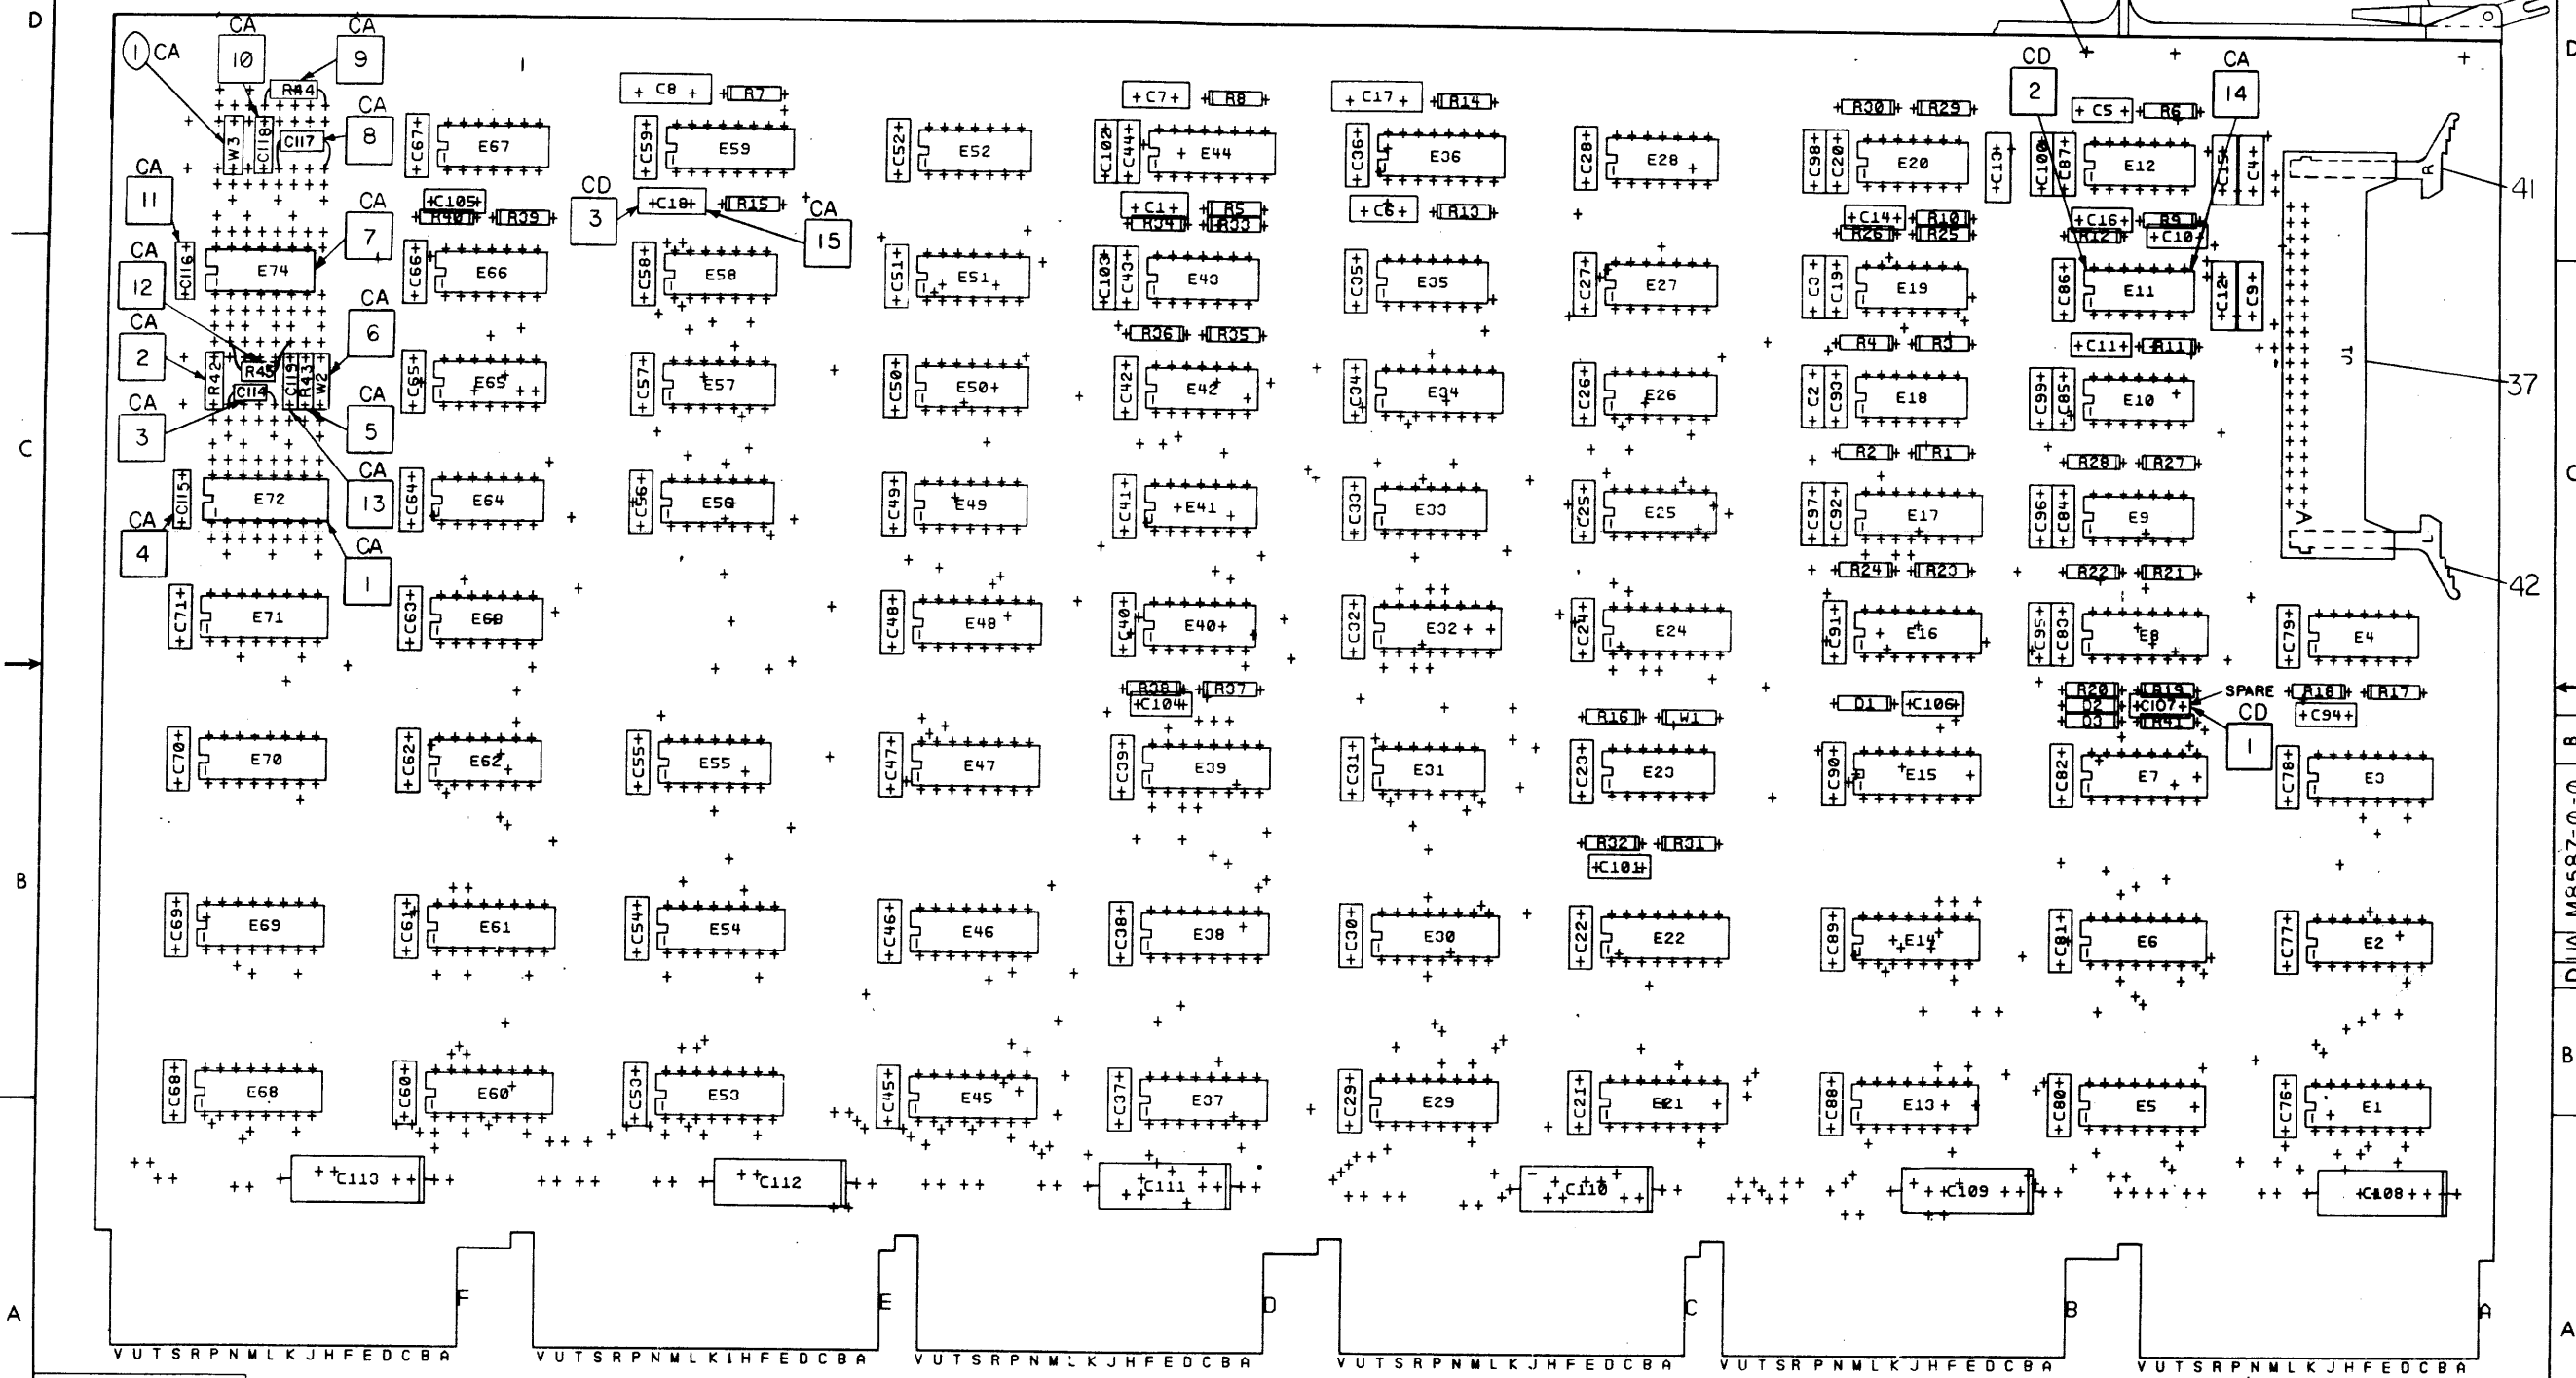 D
D
CA
CA
CD
CA
1 CA
10
9
2
14
R44
C8
R7
C7
R8
C17
R14
R30
R29
C5
R6
CA
8
W3
C118
C117
C67
E67
C59
E59
C52
E52
C102
C44
E44
C36
E36
C28
E28
C98
C20
E20
C13
C100
C87
E12
C15
C4
R
41
CA
11
CA
7
C105
R40
R39
CD
3
C18
R15
CA
15
C1
R5
R34
R33
C6
R13
C14
R10
R26
R25
C16
R9
R12
C10
C116
E74
C66
E66
C58
E58
C51
E51
C103
C43
E43
C35
E35
C27
E27
C3
C19
E19
C86
E11
C12
C9
CA
12
CA
6
R36
R35
R4
R3
C11
R11
J1
CA
2
R42
R45
C114
C119
R43
W2
C65
E65
C57
E57
C50
E50
C42
E42
C34
E34
C26
E26
C2
C93
E18
C99
C85
E10
37
CA
3
5
C
R2
R1
R28
R27
C
CA
13
C115
E72
C64
E64
C56
E56
C49
E49
C41
E41
C33
E33
C25
E25
C97
C92
E17
C96
C84
E9
A
L
CA
4
CA
1
R24
R23
R22
R21
42
C71
E71
C63
E63
C48
E48
C40
E40
C32
E32
C24
E24
C91
E16
C95
C83
E8
C79
E4
R38
R37
C104
R16
W1
D1
C106
R20
R19
D2
C107
D3
R41
SPARE
CD
1
R18
R17
C94
C70
E70
C62
E62
C55
E55
C47
E47
C39
E39
C31
E31
C23
E23
C90
E15
C82
E7
C78
E3
B
R32
R31
C101
B
M8587-0-0
C69
E69
C61
E61
C54
E54
C46
E46
C38
E38
C30
E30
C22
E22
C89
E14
C81
E6
C77
E2
D UA
B
C68
E68
C60
E60
C53
E53
C45
E45
C37
E37
C29
E29
C21
E21
C88
E13
C80
E5
C76
E1
C113
C112
C111
C110
C109
C108
A
F
E
D
C
B
A
A
V U T S R P N M L K J H F E D C B A
V U T S R P N M L K J H F E D C B A
V U T S R P N M L K J H F E D C B A
V U T S R P N M L K J H F E D C B A
V U T S R P N M L K J H F E D C B A
V U T S R P N M L K J H F E D C B A